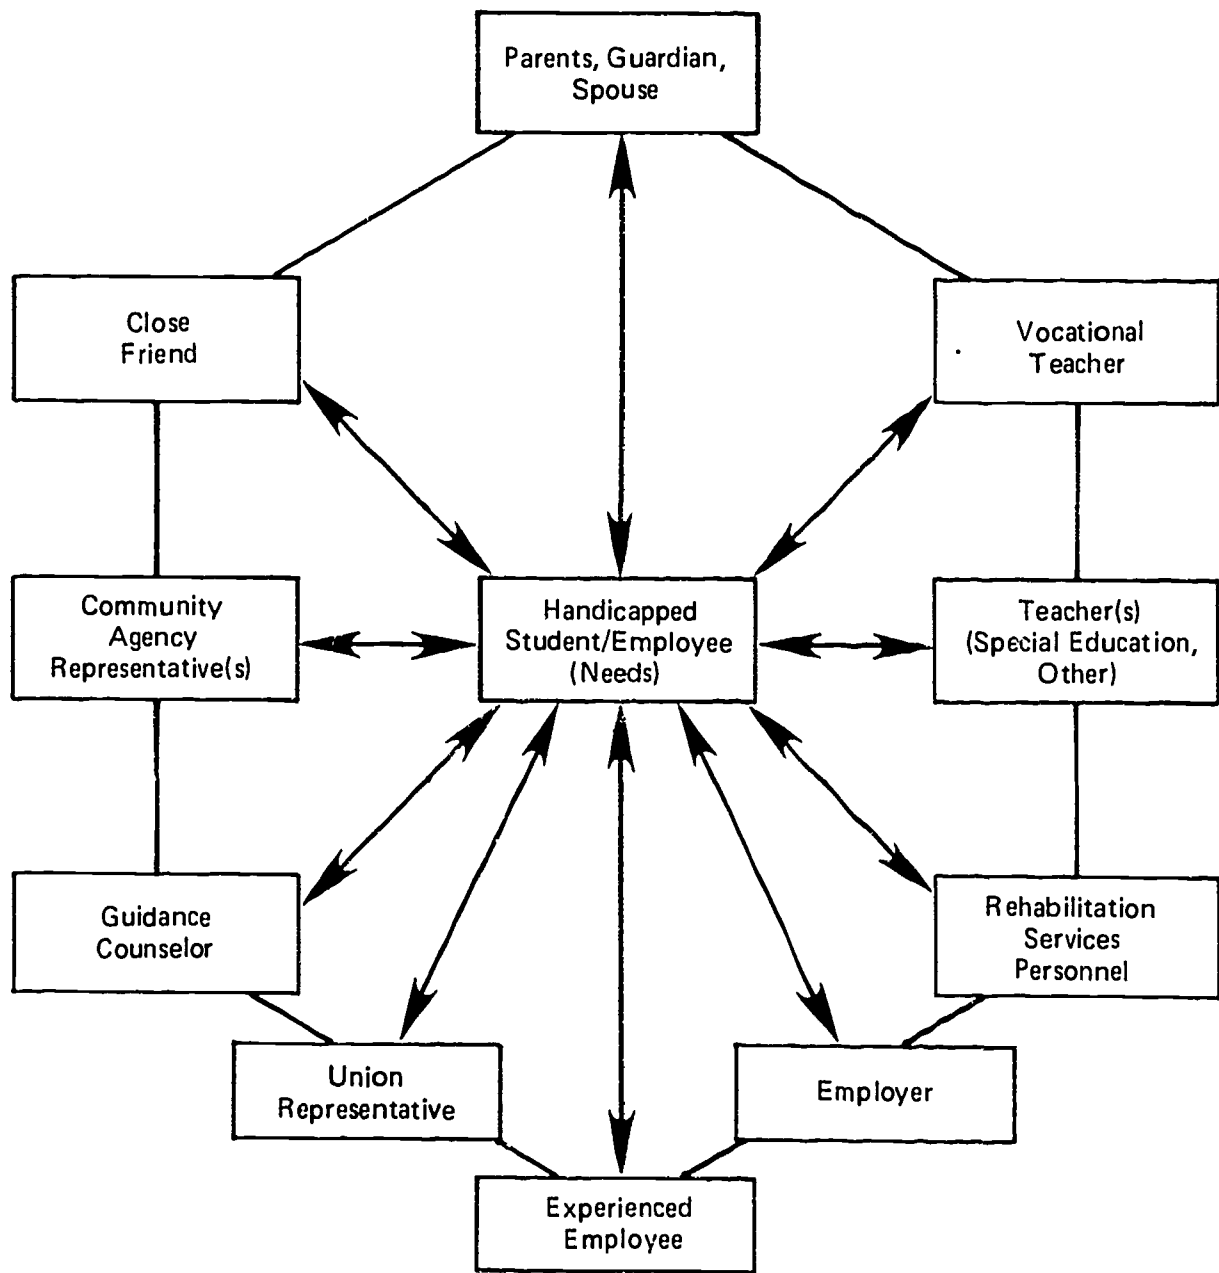 Parents, Guardian,
Spouse
Close
Friend
Vocational
Teacher
Community
Agency
Representative(s)
Handicapped
Student/Employee
(Needs)
Teacher(s)
(Special Education,
Other)
Guidance
Counselor
Rehabilitation
Services
Personnel
Union
Representative
Employer
Experienced
Employee